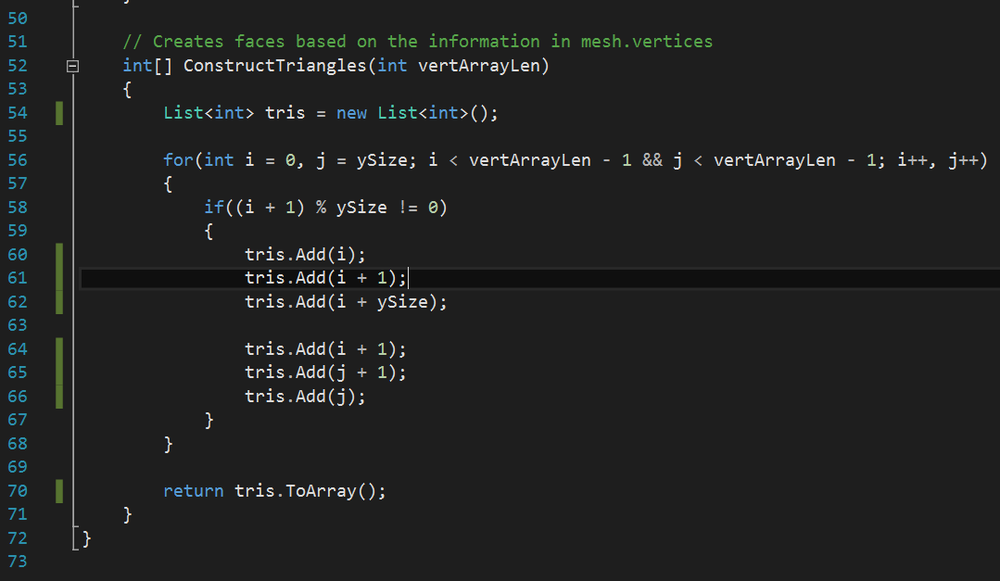 50
51 // Creates faces based on the information in mesh.vertices
52 int[] ConstructTriangles(int vertArrayLen)
53 {
54 List<int> tris = new List<int>();
55
56 for(int i = 0, j = ySize; i < vertArrayLen - 1 && j < vertArrayLen - 1; i++, j++)
57 {
58 if((i + 1) % ySize != 0)
59 {
60 tris.Add(i);
61 tris.Add(i + 1);
62 tris.Add(i + ySize);
63
64 tris.Add(i + 1);
65 tris.Add(j + 1);
66 tris.Add(j);
67 }
68 }
69
70 return tris.ToArray();
71 }
72 }
73